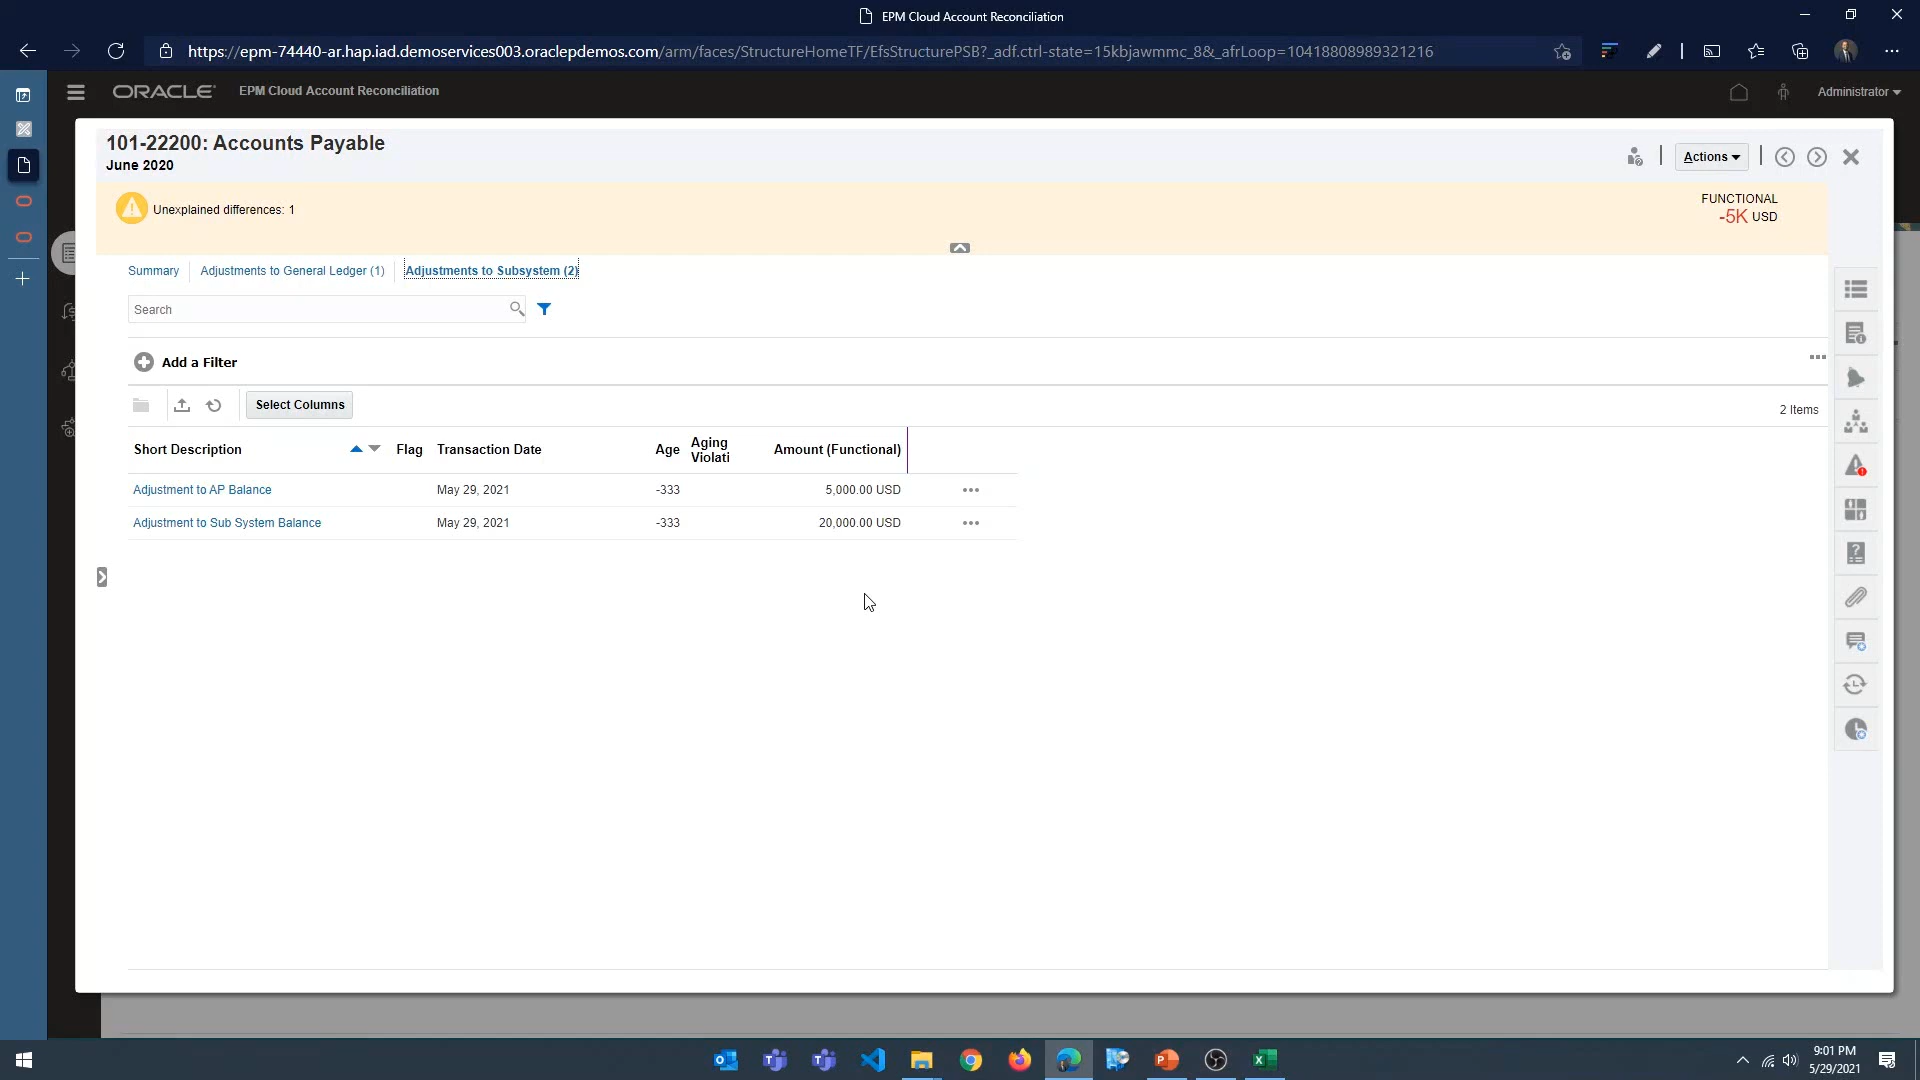 EPM Cloud Account Reconciliation
https://epm-74440-ar.hap.iad.demoservices003.oraclepdemos.com/arm/faces/StructureHomeTF/EfsStructurePSB?_adf.ctrl-state=15kbjawmmc_8&_afrLoop=10418808989321216
ORACLE EPM Cloud Account Reconciliation Administrator
101-22200: Accounts Payable
June 2020
Actions
Unexplained differences: 1
FUNCTIONAL
-5K USD
Summary Adjustments to General Ledger (1) Adjustments to Subsystem (2)
Search
Add a Filter
Select Columns
2 Items
Short Description Flag Transaction Date Age Aging Violati Amount (Functional)
Adjustment to AP Balance May 29, 2021 -333 5,000.00 USD
Adjustment to Sub System Balance May 29, 2021 -333 20,000.00 USD
9:01 PM
5/29/2021